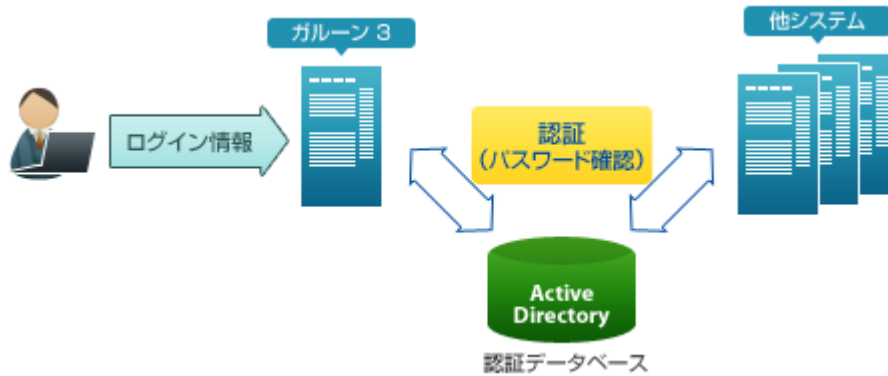 ガルーン 3
他システム
ログイン情報
認証
(パスワード確認)
Active
Directory
認証データベース